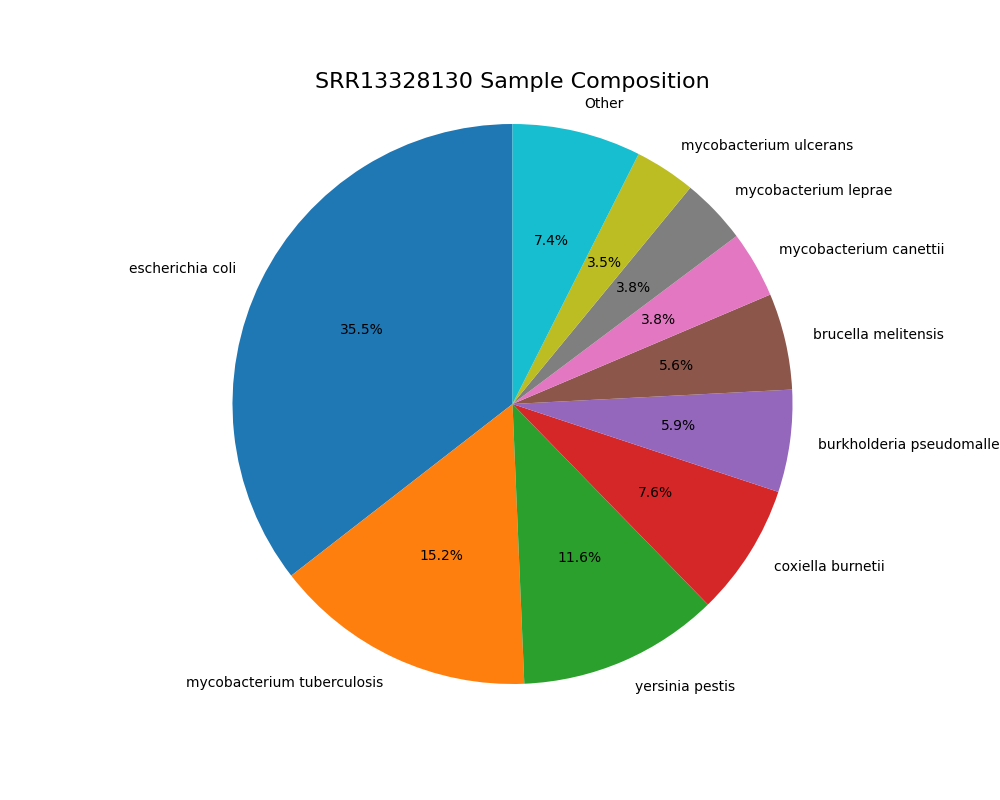 SRR13328130 Sample Composition
Other
mycobacterium ulcerans
mycobacterium leprae
mycobacterium canettii
brucella melitensis
burkholderia pseudomalle
coxiella burnetii
yersinia pestis
mycobacterium tuberculosis
escherichia coli
7.4%
3.5%
3.8%
3.8%
5.6%
5.9%
7.6%
11.6%
15.2%
35.5%